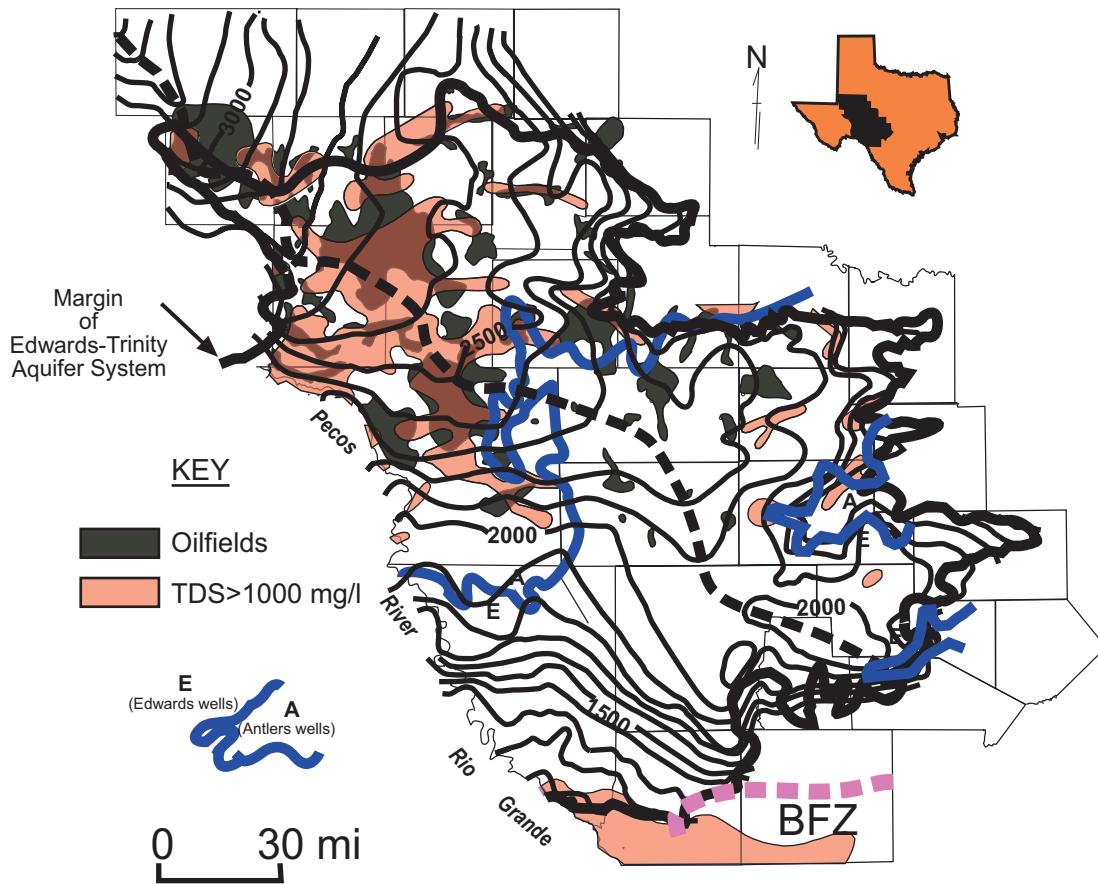 N
3000
Margin
of
Edwards-Trinity
Aquifer System
2500
Pecos
KEY
Oilfields
TDS>1000 mg/l
A
E
2000
A
E
River
2000
E
(Edwards wells)
A
(Antlers wells)
1500
Rio
Grande
BFZ
0 30 mi